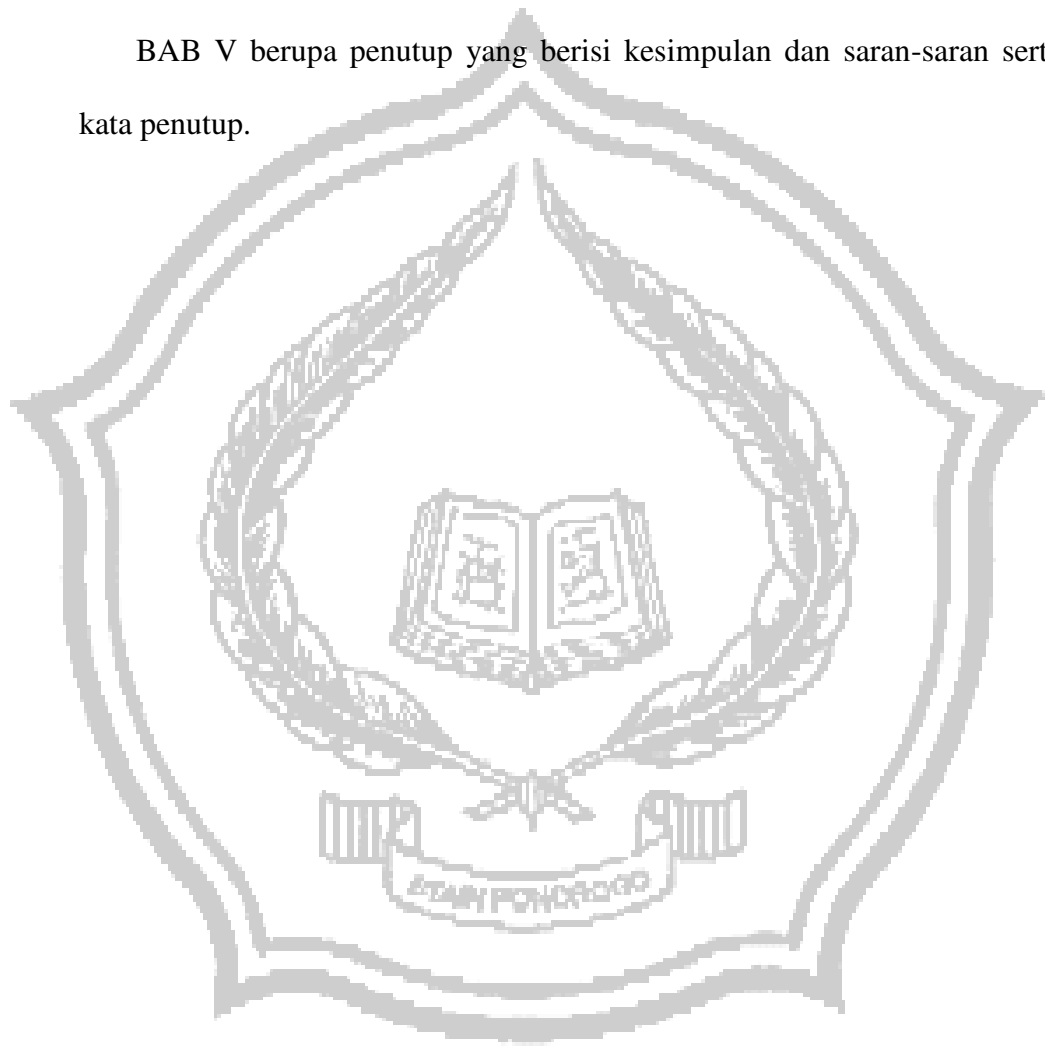 BAB V berupa penutup yang berisi kesimpulan dan saran-saran sert
kata penutup.
STAIN PONOROGO